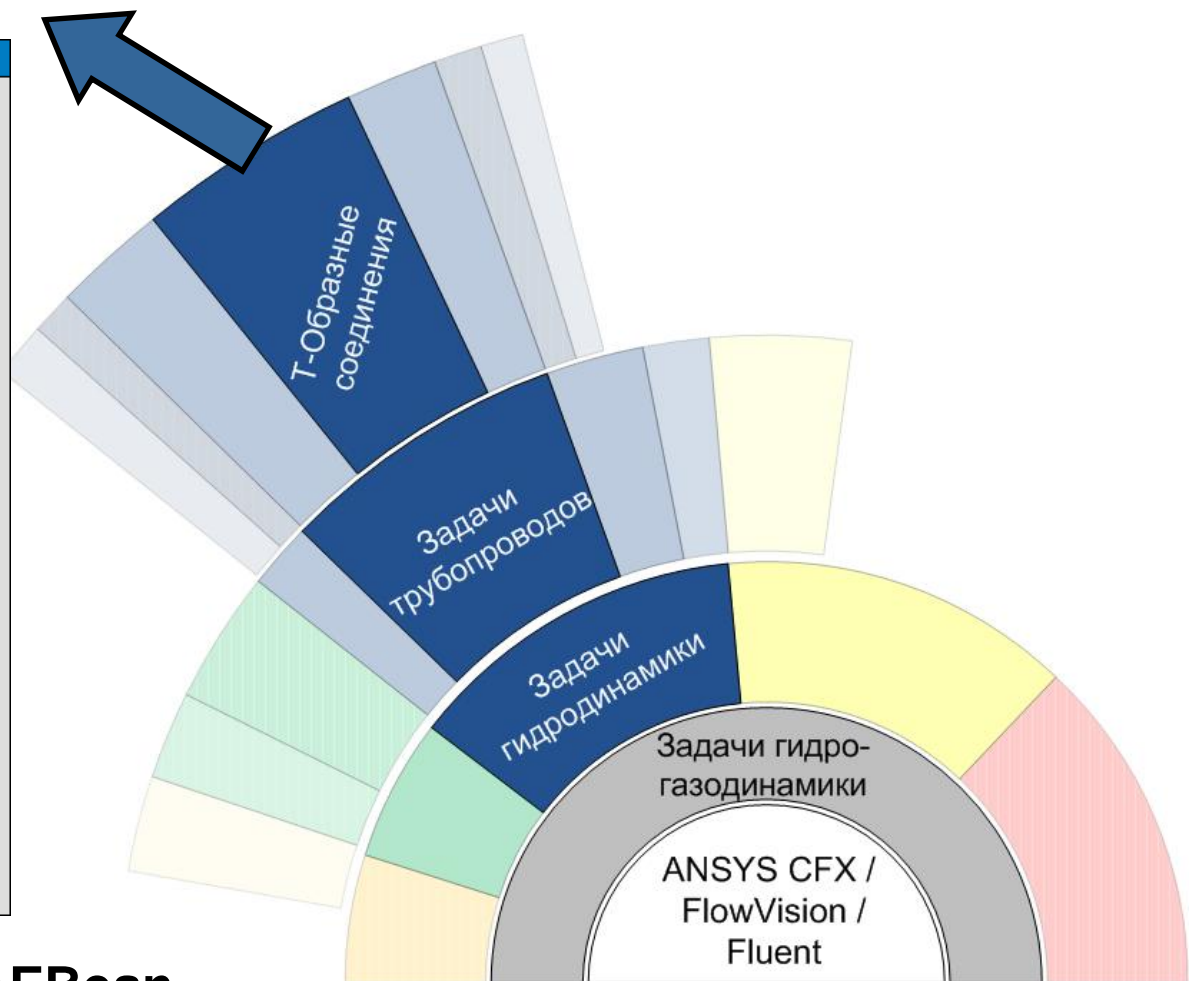 Т-Образные
соединения
Задачи
трубопроводов
Задачи
гидродинамики
Задачи гидро-
газодинамики
ANSYS CFX /
FlowVision /
Fluent